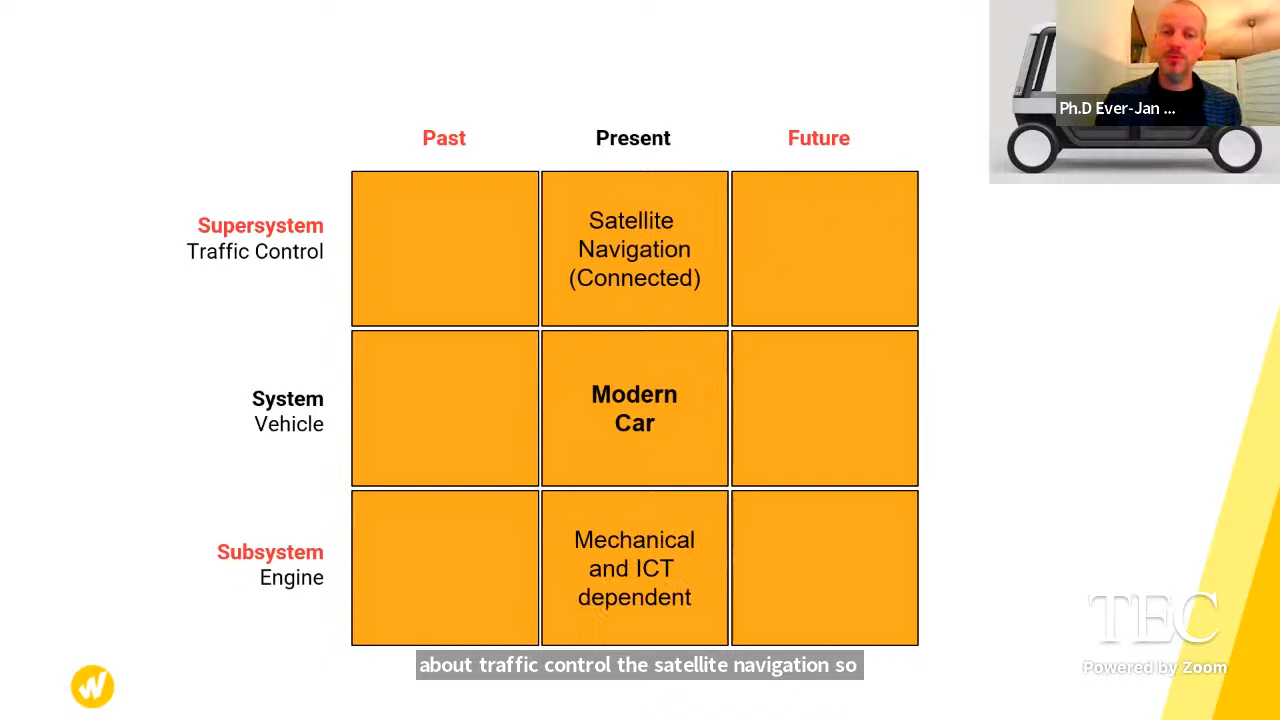 Ph.D Ever-Jan ...
Past Present Future
Supersystem
Traffic Control
Satellite
Navigation
(Connected)
System
Vehicle
Modern
Car
Subsystem
Engine
Mechanical
and ICT
dependent
about traffic control the satellite navigation so
TEC
Powered by Zoom
W